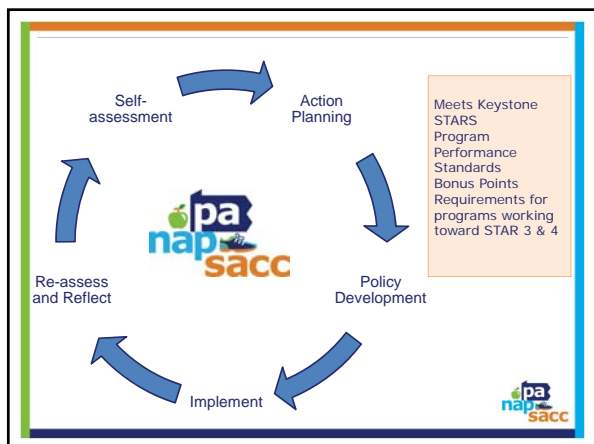 Self-
assessment
Action
Planning
Meets Keystone
STARS
Program
Performance
Standards
Bonus Points
Requirements for
programs working
toward STAR 3 & 4
pa
nap
sacc
Re-assess
and Reflect
Policy
Development
Implement
pa
nap
sacc